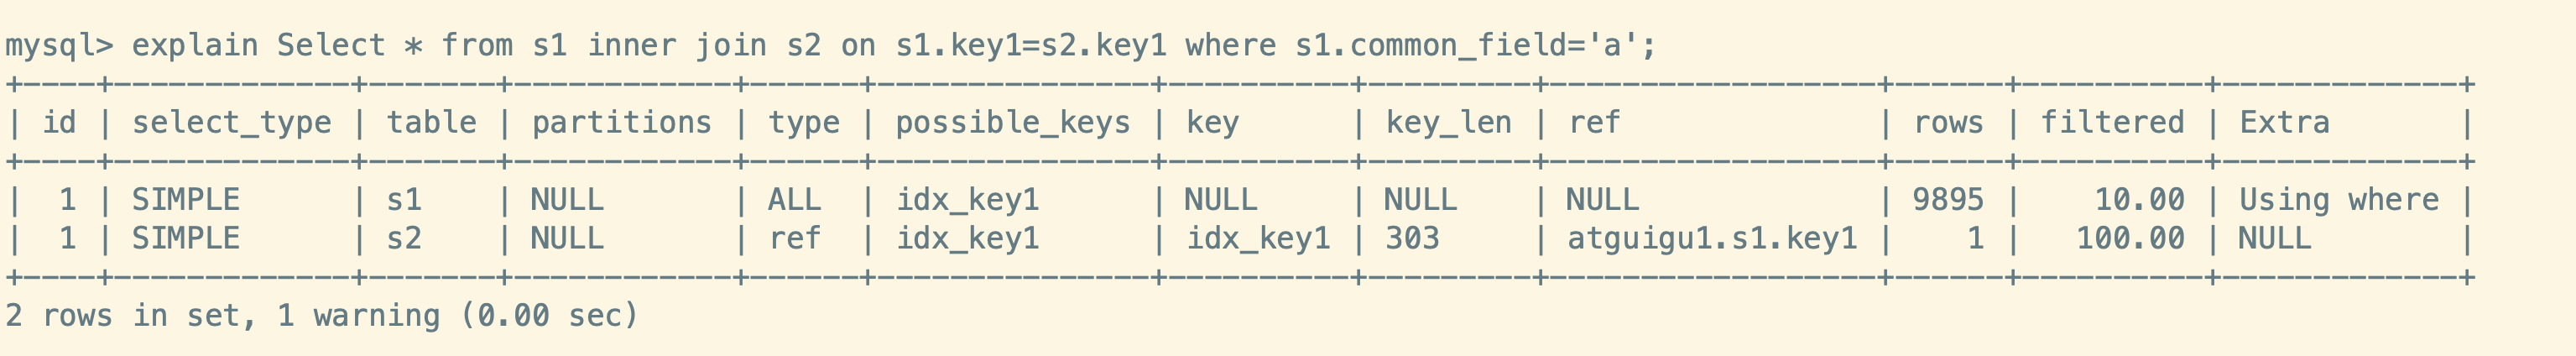 mysql> explain Select * from s1 inner join s2 on s1.key1=s2.key1 where s1.common_field='a';
+----+-------------+-------+------------+------+---------------+----------+---------+------------------+------+----------+-------------+
| id | select_type | table | partitions | type | possible_keys | key      | key_len | ref              | rows | filtered | Extra       |
+----+-------------+-------+------------+------+---------------+----------+---------+------------------+------+----------+-------------+
|  1 | SIMPLE      | s1    | NULL       | ALL  | idx_key1      | NULL     | NULL    | NULL             | 9895 |    10.00 | Using where |
|  1 | SIMPLE      | s2    | NULL       | ref  | idx_key1      | idx_key1 | 303     | atguigu1.s1.key1 |    1 |   100.00 | NULL        |
+----+-------------+-------+------------+------+---------------+----------+---------+------------------+------+----------+-------------+
2 rows in set, 1 warning (0.00 sec)